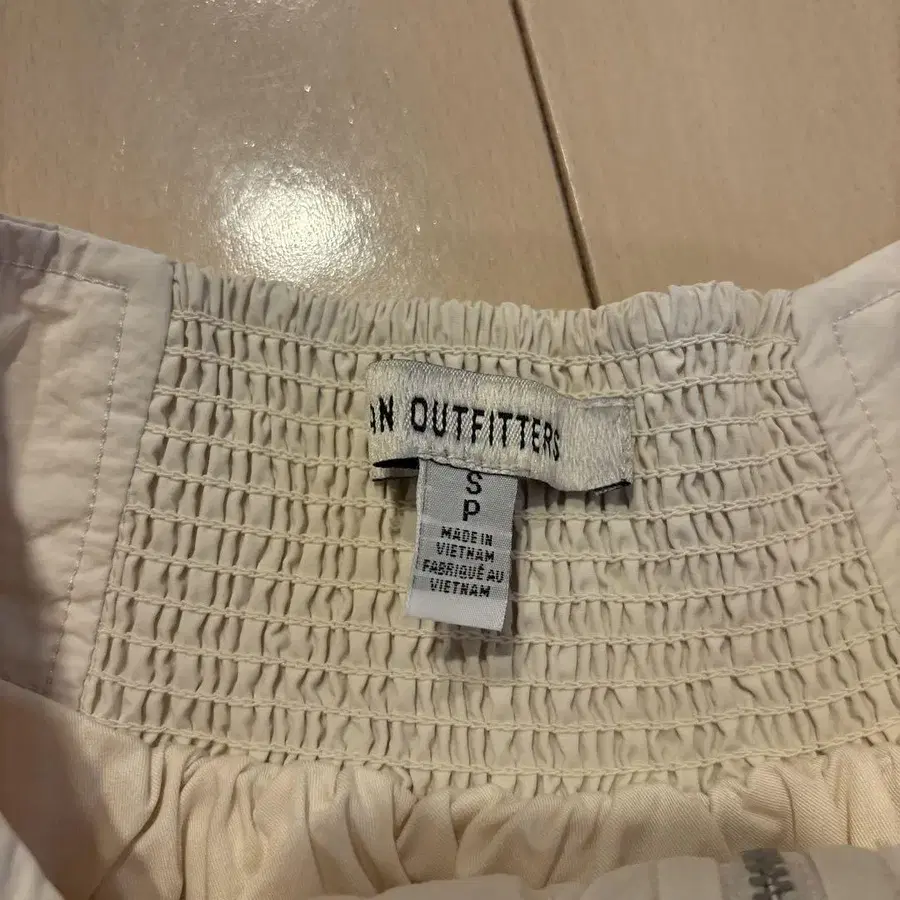 AN OUTFITTERS
S
P
MADE IN
VIETNAM
FABRIQUÉ AU
VIETNAM